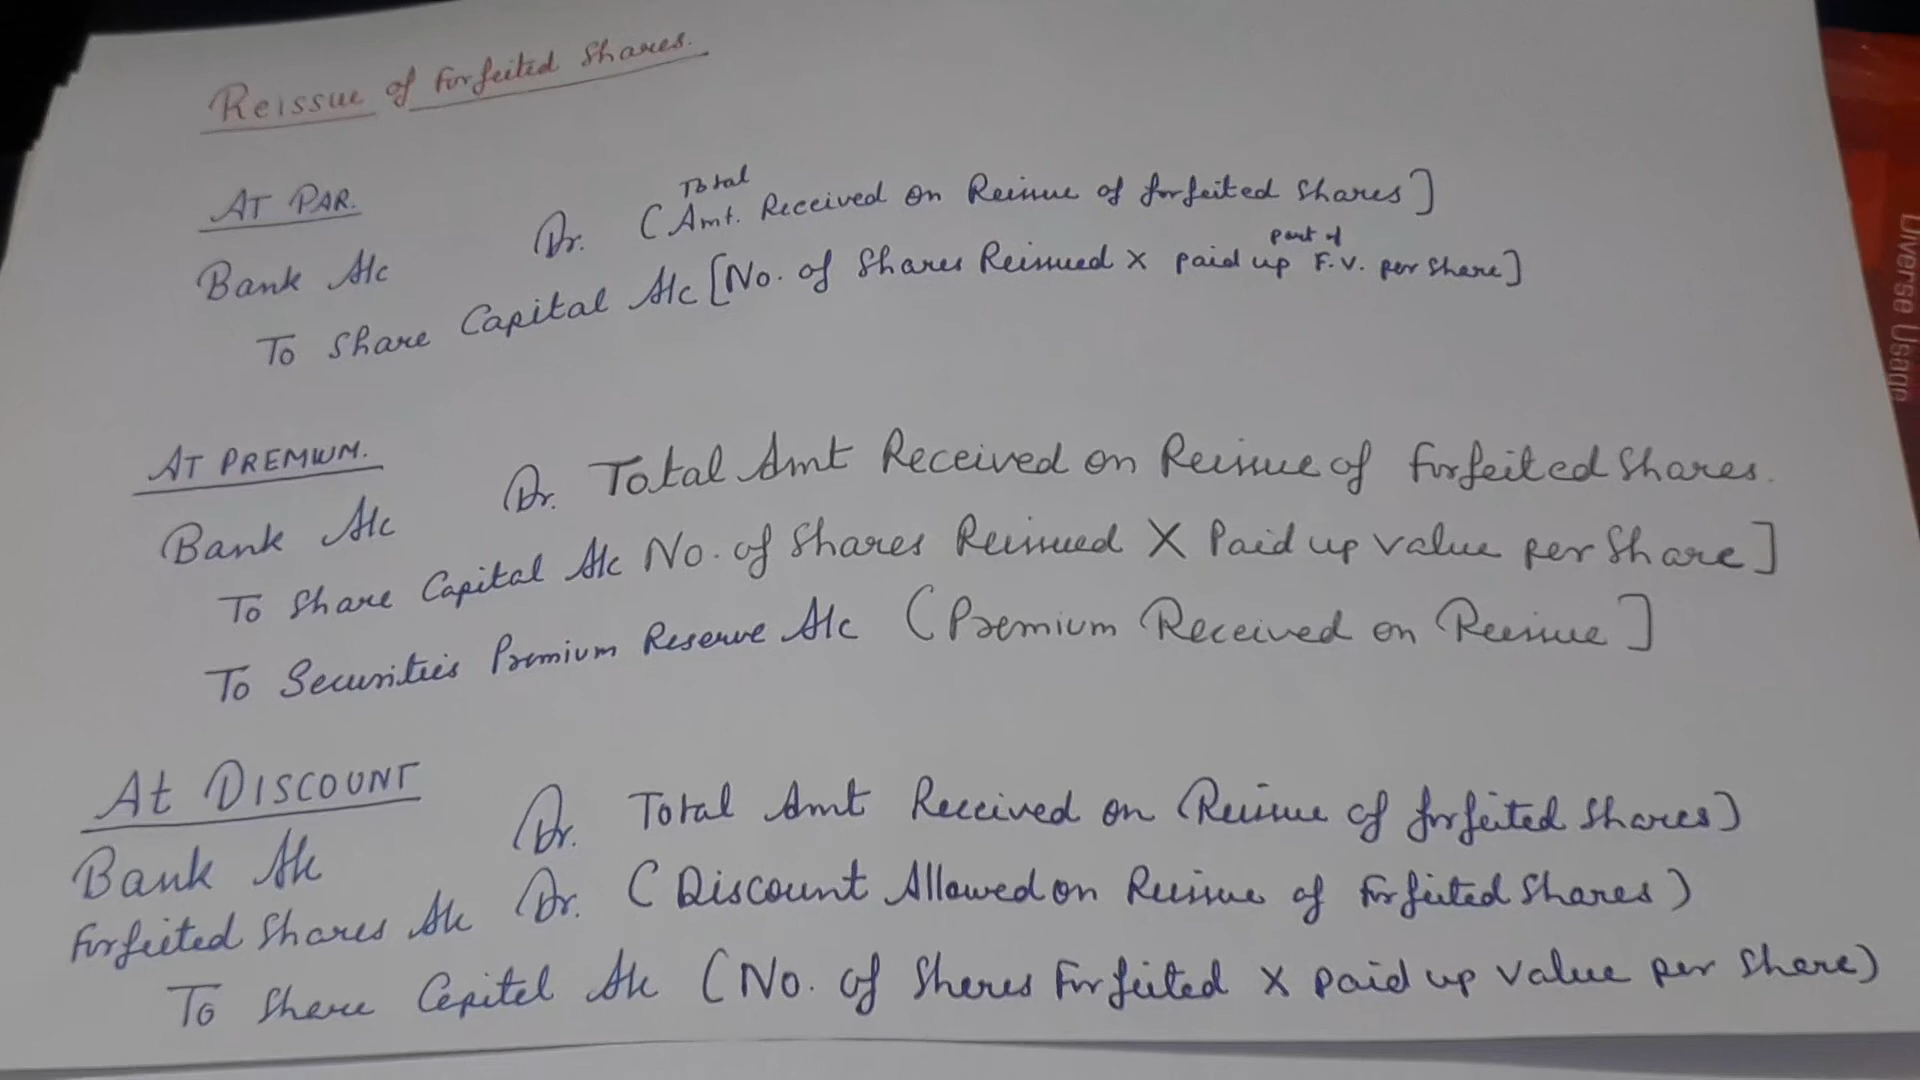 Reissue of Forfeited Shares.
AT PAR.
Bank A/c Dr. (Total Amt. Received on Reissue of forfeited Shares]
To Share Capital A/c [No. of Shares Reissued X paid up part of F.V. per Share]
AT PREMIUM.
Bank A/c Dr. Total Amt Received on Reissue of Forfeited Shares.
To Share Capital A/c No. of Shares Reissued X Paid up value per Share]
To Securities Premium Reserve A/c (Premium Received on Reissue]
At DISCOUNT
Bank A/c Dr. Total Amt Received on (Reissue of forfeited Shares)
Forfeited Shares A/c Dr. (Discount Allowed on Reissue of Forfeited Shares)
To Share Capital A/c (No. of Shares Forfeited X paid up value per Share)
Diverse Usage